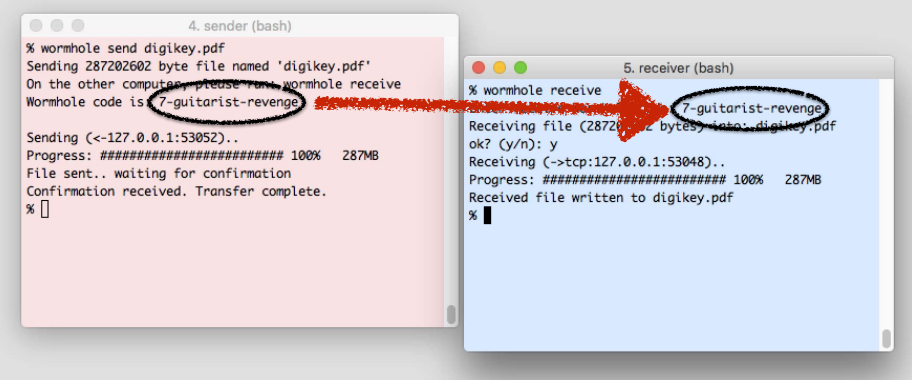 4. sender (bash)
% wormhole send digikey.pdf
Sending 287202602 byte file named 'digikey.pdf'
On the other computer, please run: wormhole receive
Wormhole code is: 7-guitarist-revenge
Sending (<-127.0.0.1:53052)..
Progress: ######################## 100% 287MB
File sent.. waiting for confirmation
Confirmation received. Transfer complete.
%
5. receiver (bash)
% wormhole receive
7-guitarist-revenge
Receiving file (287202602 bytes) into: digikey.pdf
ok? (y/n): y
Receiving (->tcp:127.0.0.1:53048)..
Progress: ######################## 100% 287MB
Received file written to digikey.pdf
%